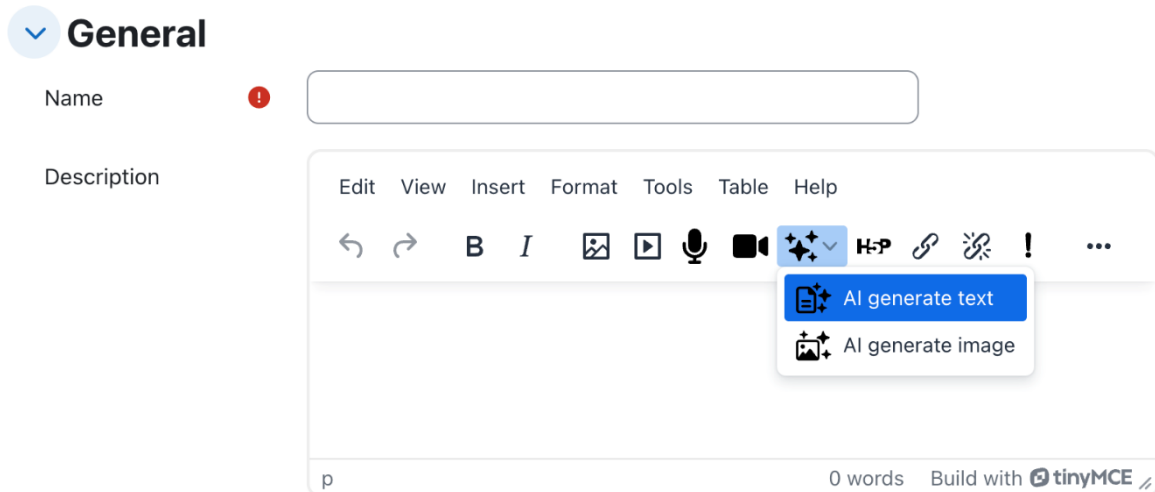 General
Name
Description
Edit View Insert Format Tools Table Help
B I H5P ! •••
AI generate text
AI generate image
p 0 words Build with tinyMCE